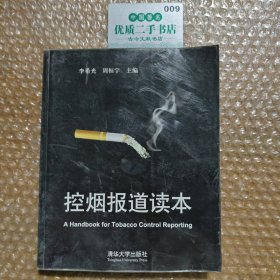 009
优质二手书店
李希光 周恒宇 主编
控烟报道读本
A Handbook for Tobacco Control Reporting
清华大学出版社
Tsinghua University Press